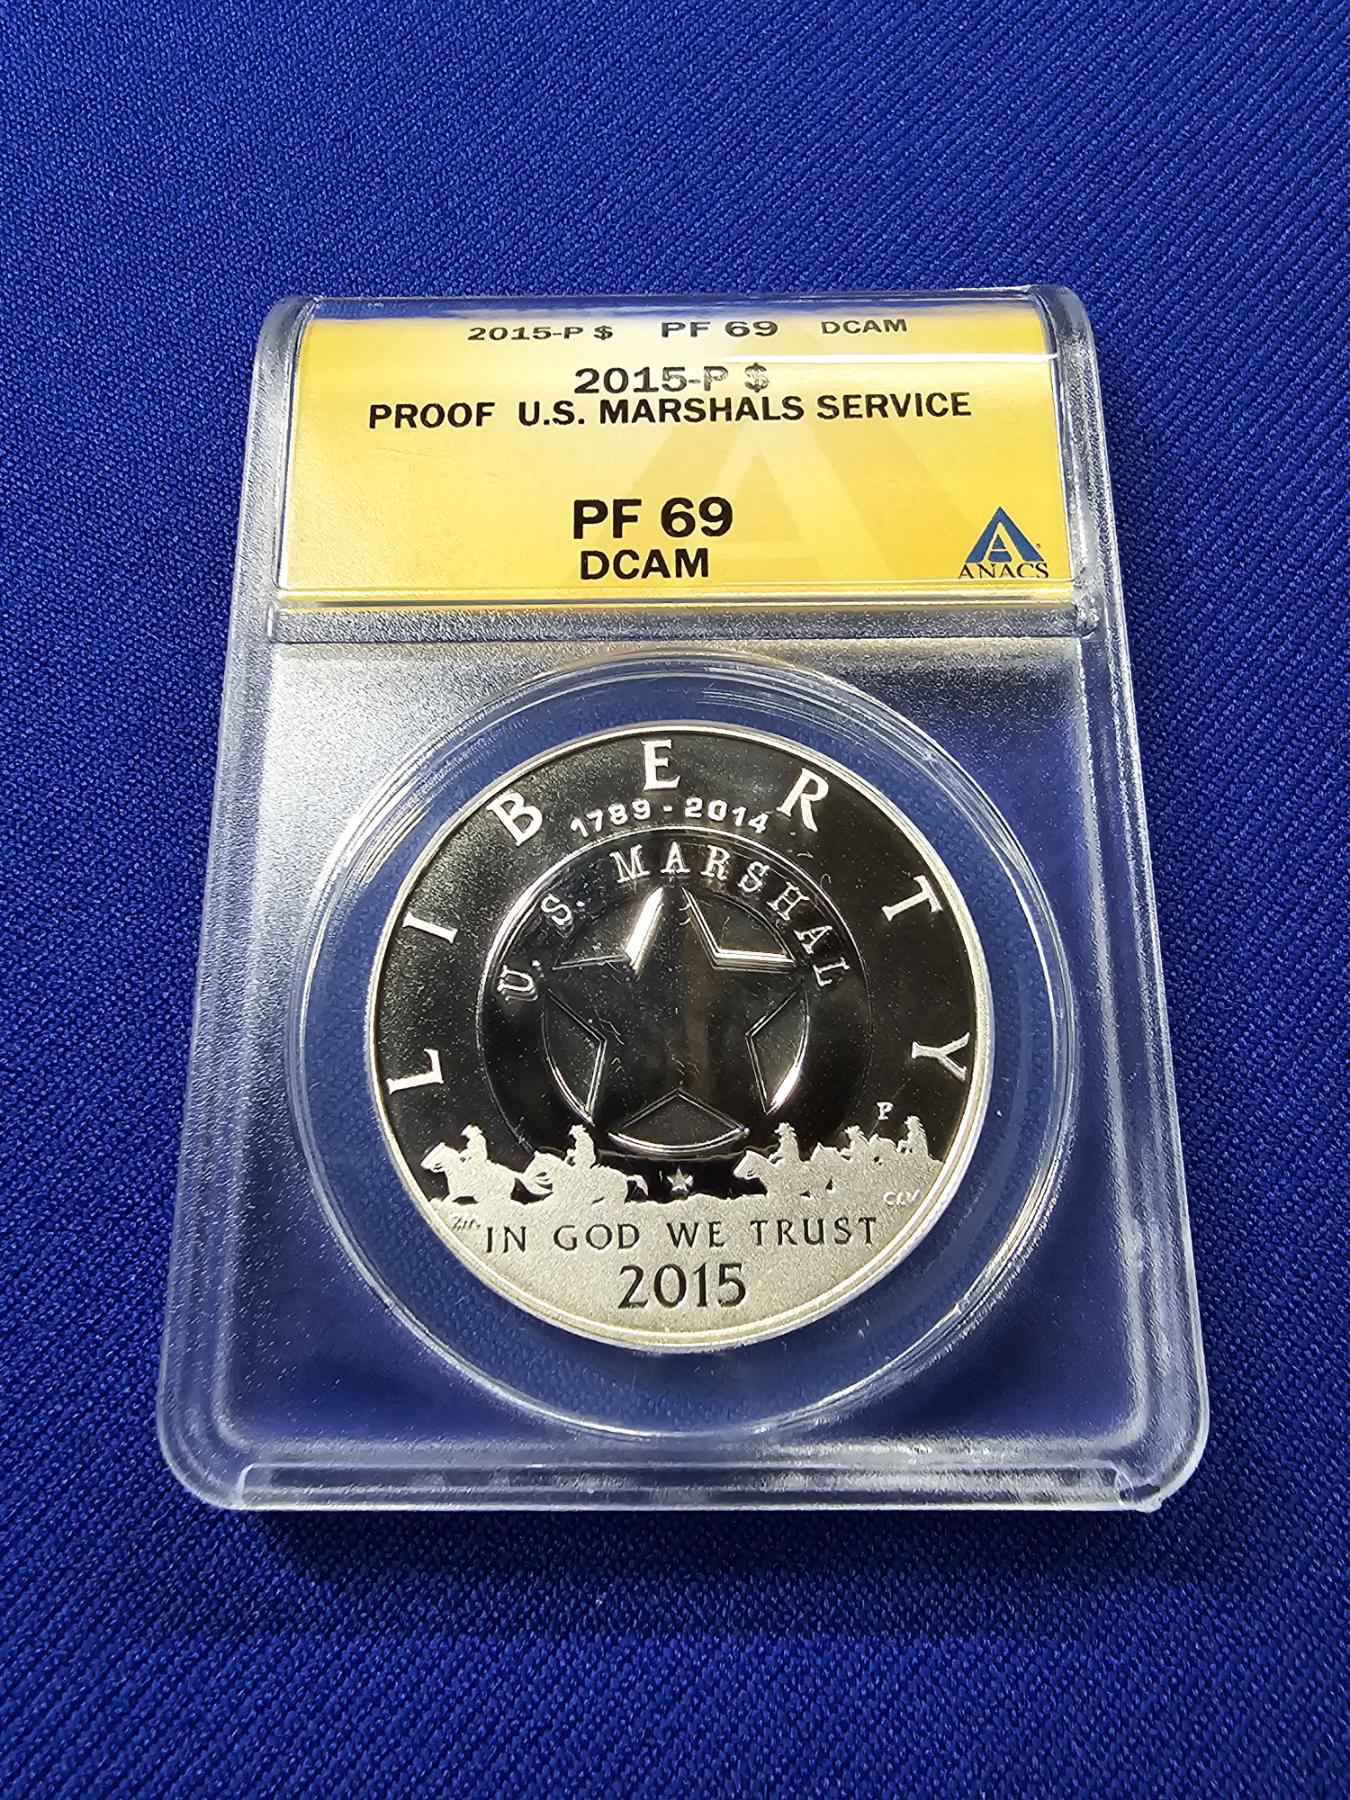 2015-P $ PF 69 DCAM
2015-P $
PROOF U.S. MARSHALS SERVICE
PF 69
DCAM
ANACS
LIBERTY
1789-2014
U.S. MARSHAL
P
IN GOD WE TRUST
2015